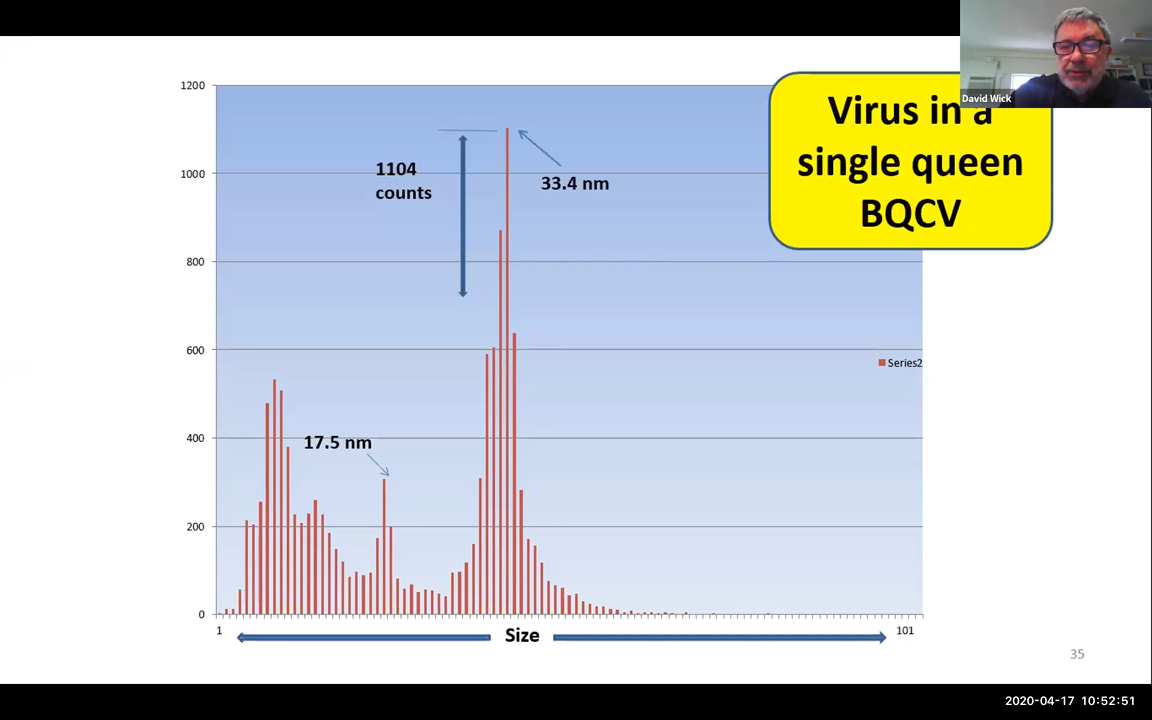 David Wick
Virus in a
single queen
BQCV
1200
1000
800
600
400
200
0
1104
counts
33.4 nm
17.5 nm
Series2
1
Size
101
35
2020-04-17 10:52:51